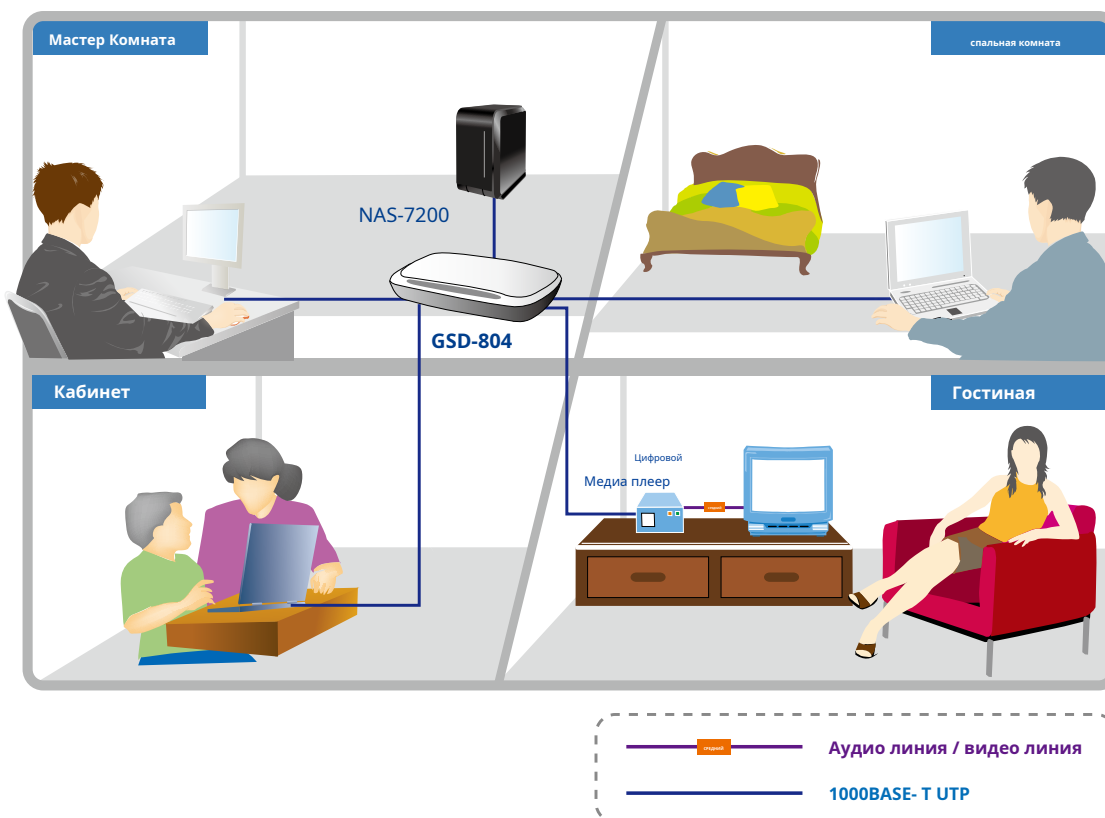 Мастер Комната
спальная комната
NAS-7200
GSD-804
Кабинет
Гостиная
Цифровой
Медиа плеер
Аудио линия / видео линия
1000BASE- T UTP